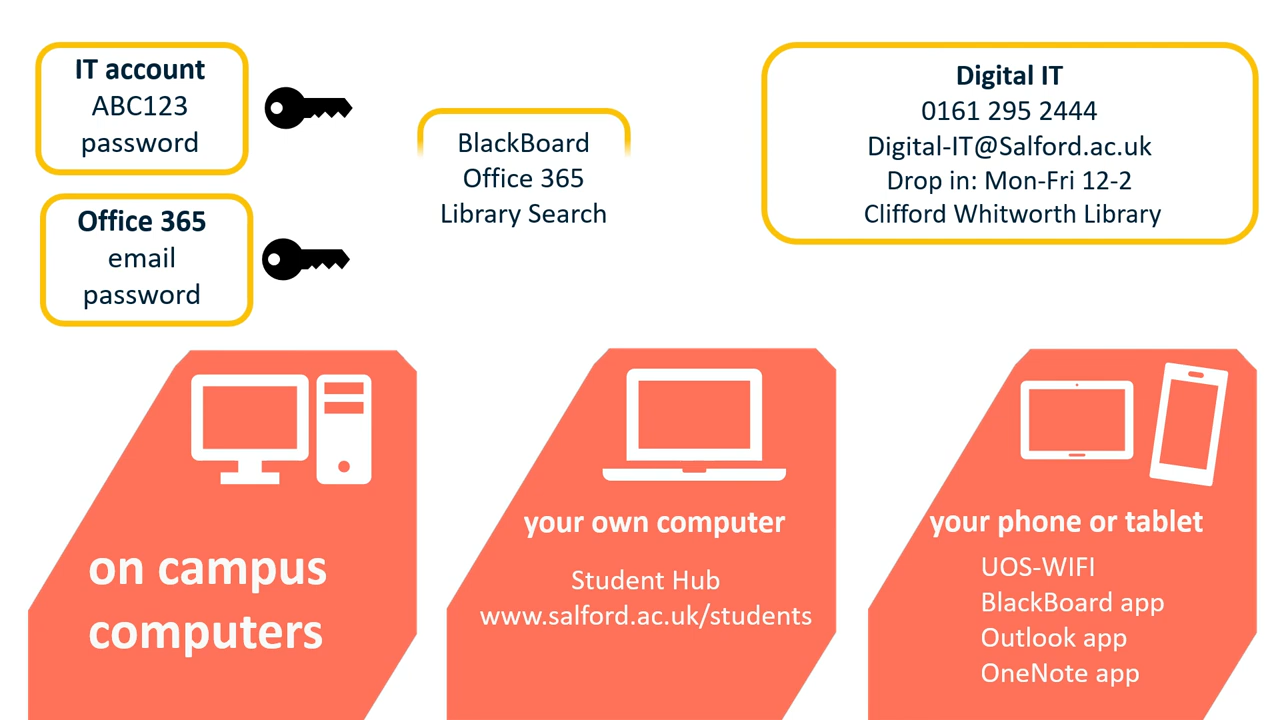 IT account
ABC123
password
Office 365
email
password
BlackBoard
Office 365
Library Search
Digital IT
0161 295 2444
Digital-IT@Salford.ac.uk
Drop in: Mon-Fri 12-2
Clifford Whitworth Library
on campus
computers
your own computer
Student Hub
www.salford.ac.uk/students
your phone or tablet
UOS-WIFI
BlackBoard app
Outlook app
OneNote app